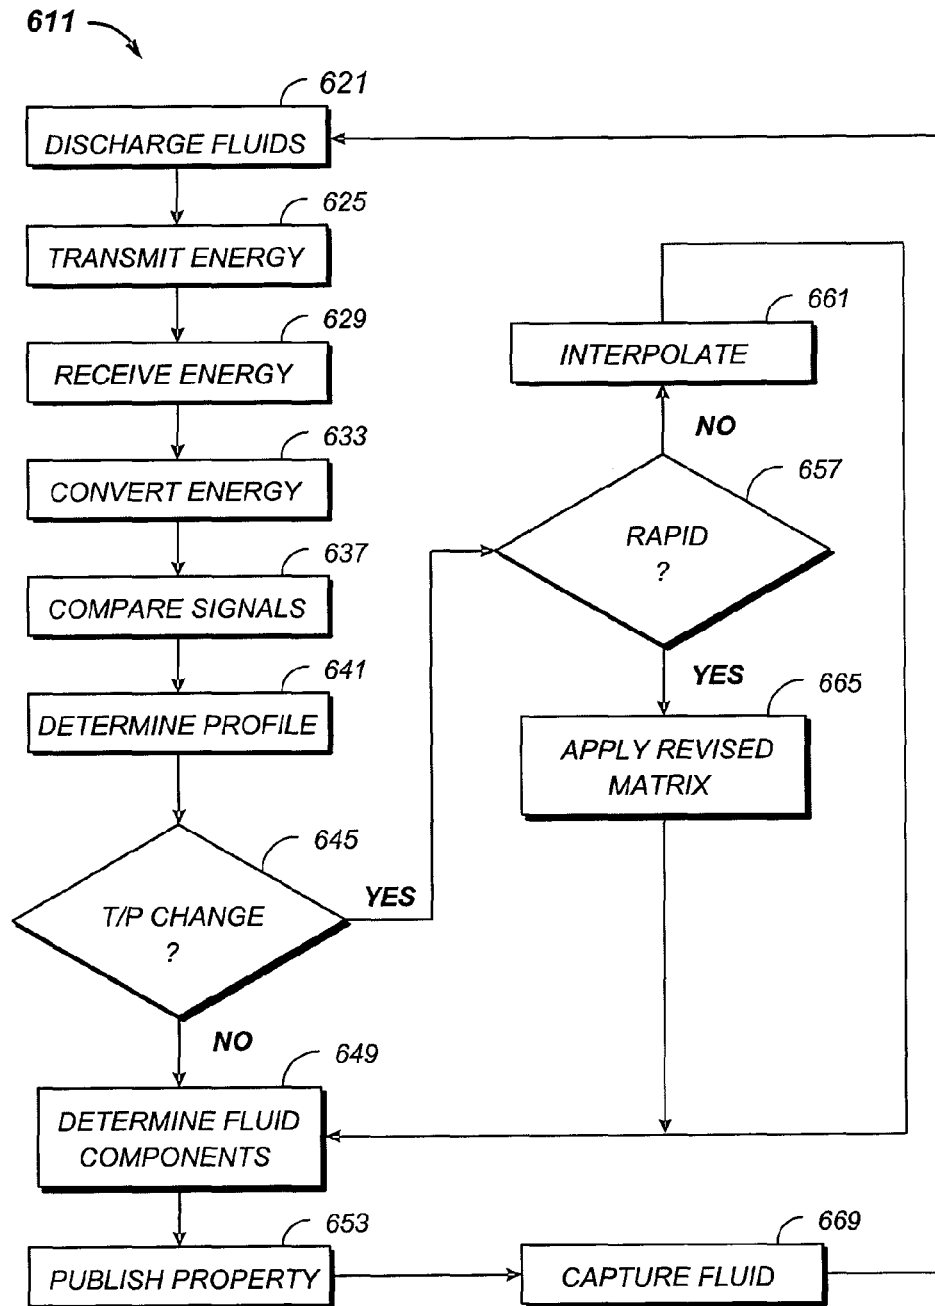 611
621
DISCHARGE FLUIDS
625
TRANSMIT ENERGY
629
RECEIVE ENERGY
633
CONVERT ENERGY
637
COMPARE SIGNALS
641
DETERMINE PROFILE
645
T/P CHANGE
?
YES
NO
649
DETERMINE FLUID
COMPONENTS
653
PUBLISH PROPERTY
661
INTERPOLATE
NO
657
RAPID
?
YES
665
APPLY REVISED
MATRIX
669
CAPTURE FLUID